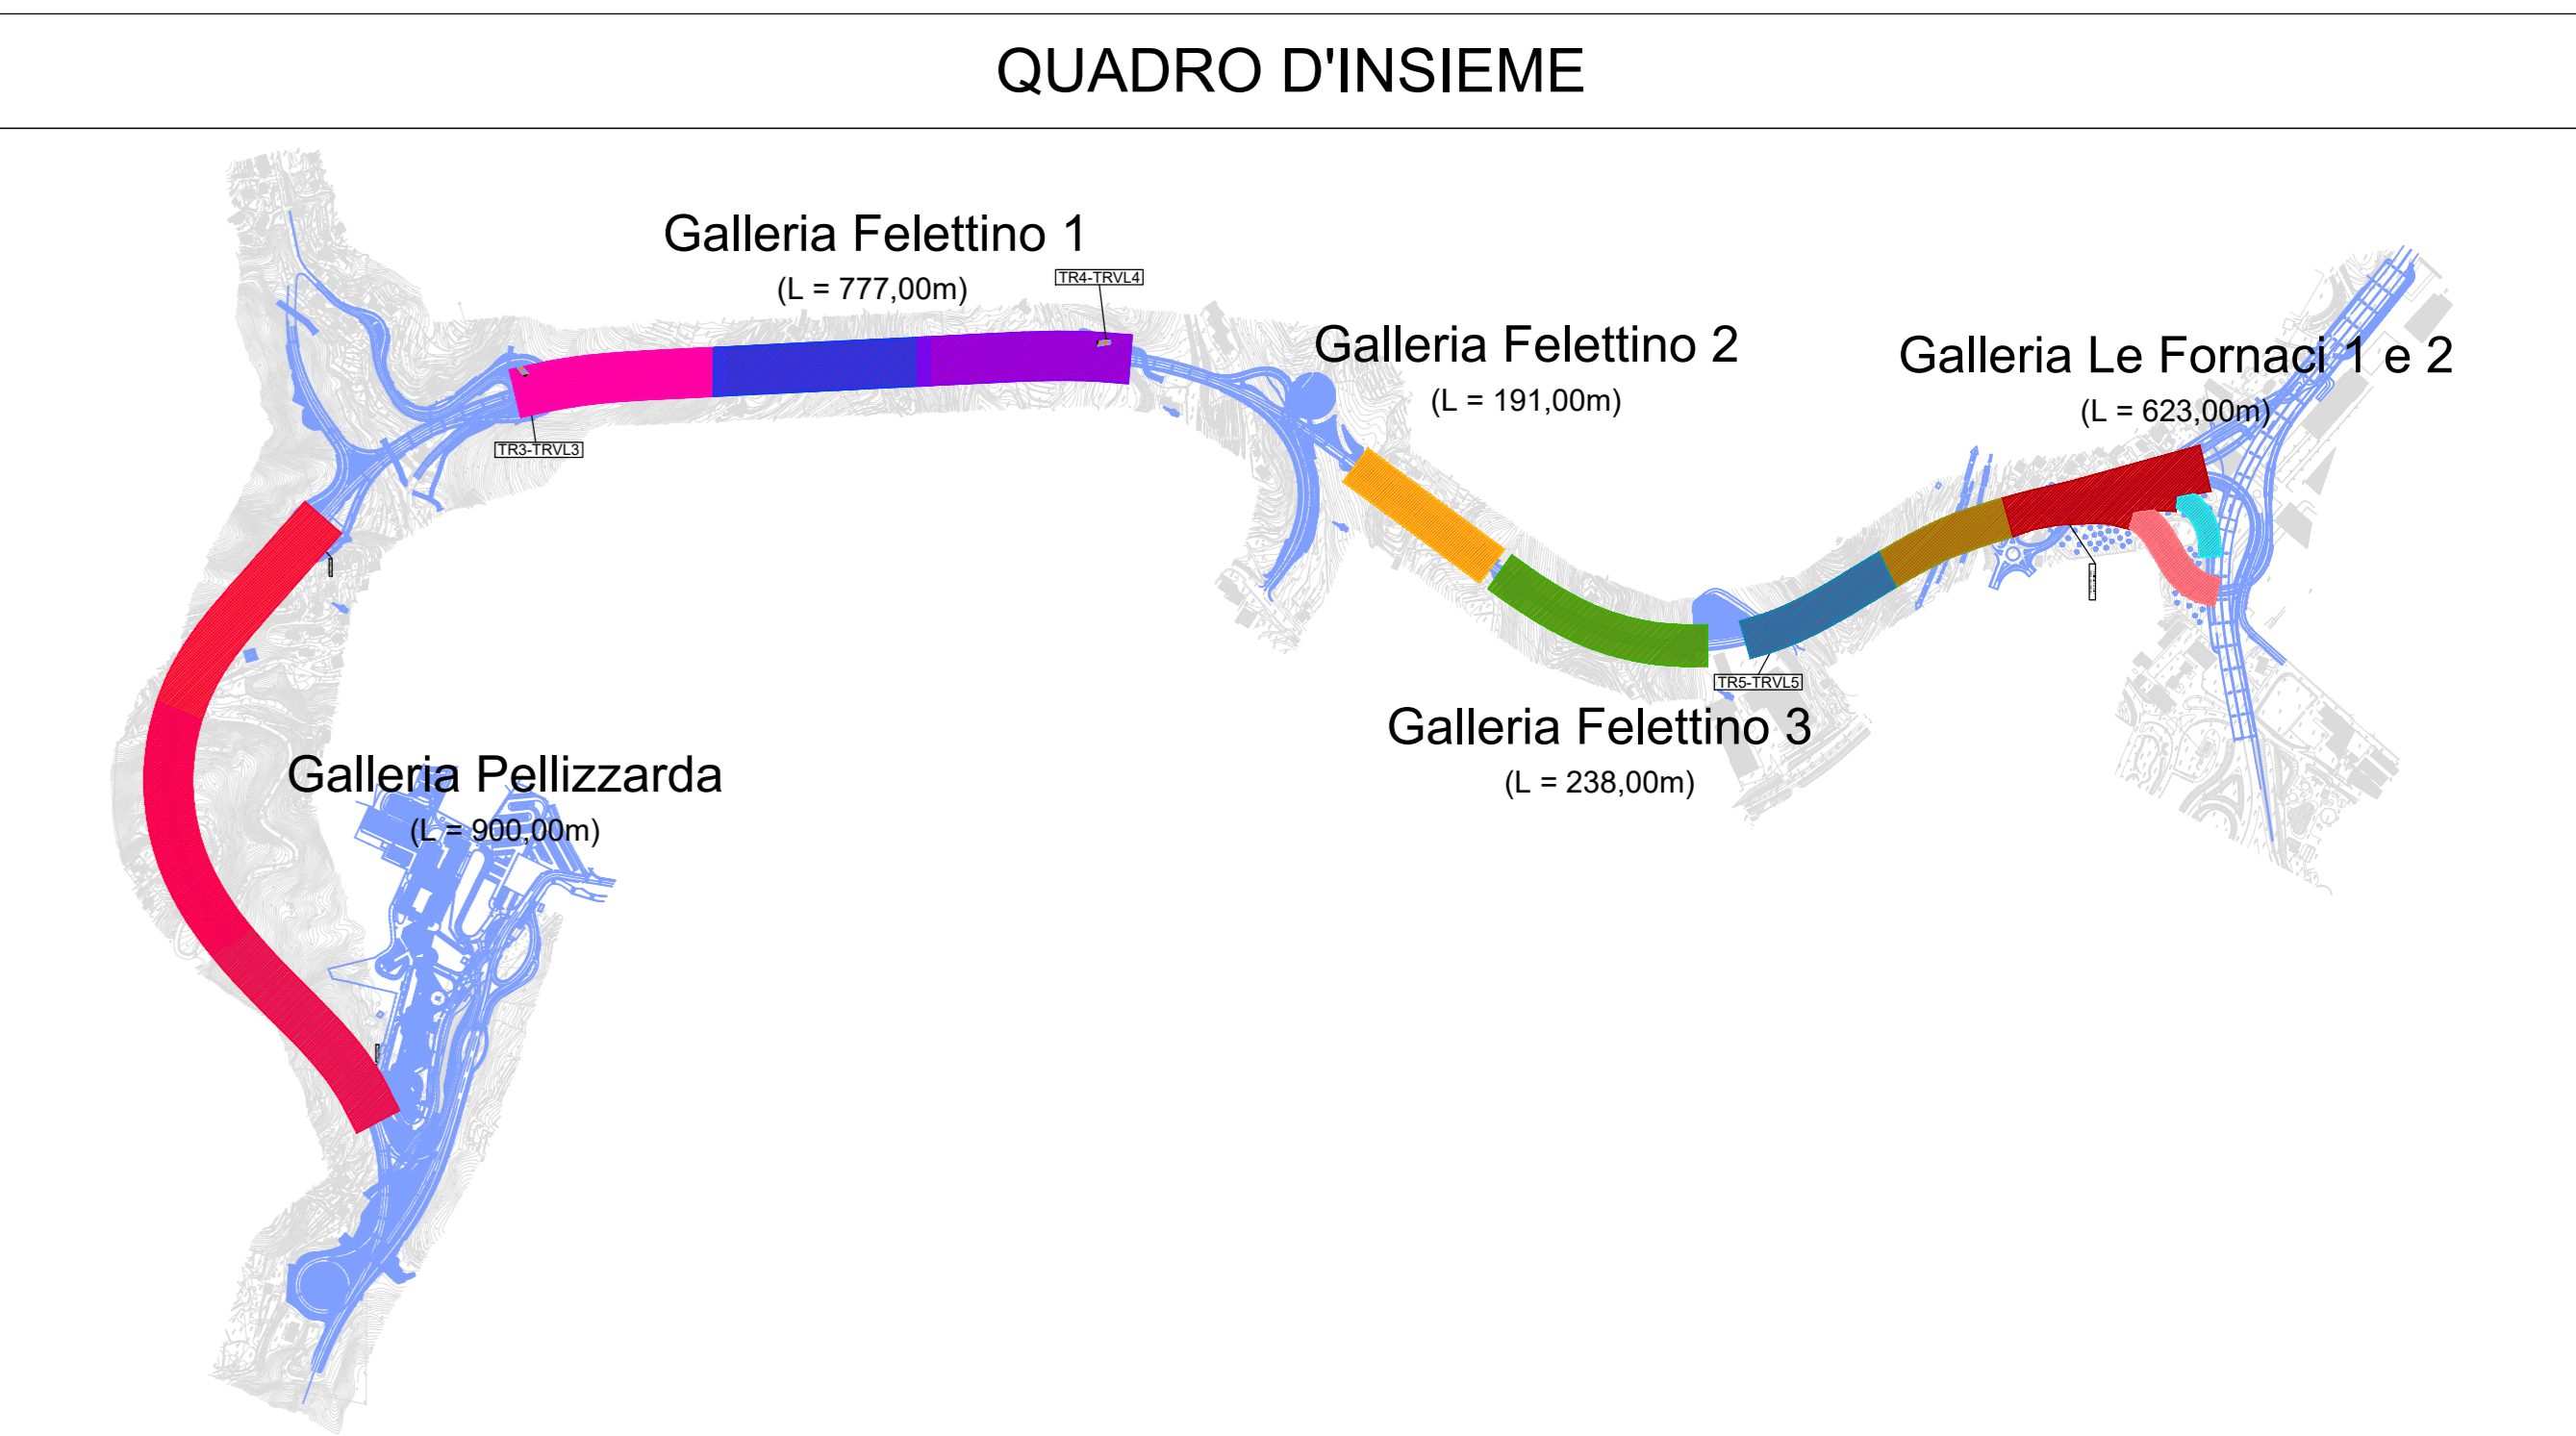 QUADRO D'INSIEME
Galleria Felettino 1
(L = 777,00m)
TR4-TRVL4
TR3-TRVL3
Galleria Felettino 2
(L = 191,00m)
Galleria Le Fornaci 1 e 2
(L = 623,00m)
TR5-TRVL5
Galleria Felettino 3
(L = 238,00m)
Galleria Pellizzarda
(L = 900,00m)